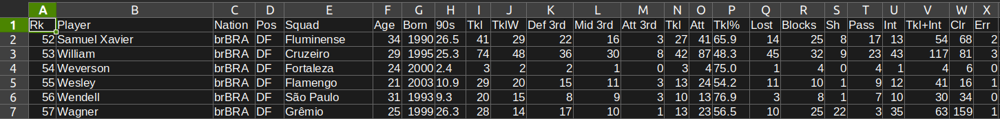 A B C D E F G H I J K L M N O P Q R S T U V W X
1 Rk Player Nation Pos Squad Age Born 90s Tkl TklW Def 3rd Mid 3rd Att 3rd Tkl Att Tkl% Lost Blocks Sh Pass Int Tkl+Int Clr Err
2 52 Samuel Xavier brBRA DF Fluminense 34 1990 26.5 41 29 22 16 3 27 41 65.9 14 25 8 17 13 54 68 2
3 53 William brBRA DF Cruzeiro 29 1995 25.3 74 48 36 30 8 42 87 48.3 45 32 9 23 43 117 81 3
4 54 Weverson brBRA DF Fortaleza 24 2000 2.4 3 2 2 1 0 3 4 75.0 1 4 0 4 1 4 6 0
5 55 Wesley brBRA DF Flamengo 21 2003 10.9 29 20 15 11 3 13 24 54.2 11 10 1 9 12 41 16 1
6 56 Wendell brBRA DF São Paulo 31 1993 9.3 20 15 8 9 3 10 13 76.9 3 8 1 7 10 30 34 0
7 57 Wagner brBRA DF Grêmio 25 1999 26.3 28 14 17 10 1 13 23 56.5 10 25 22 3 35 63 159 1